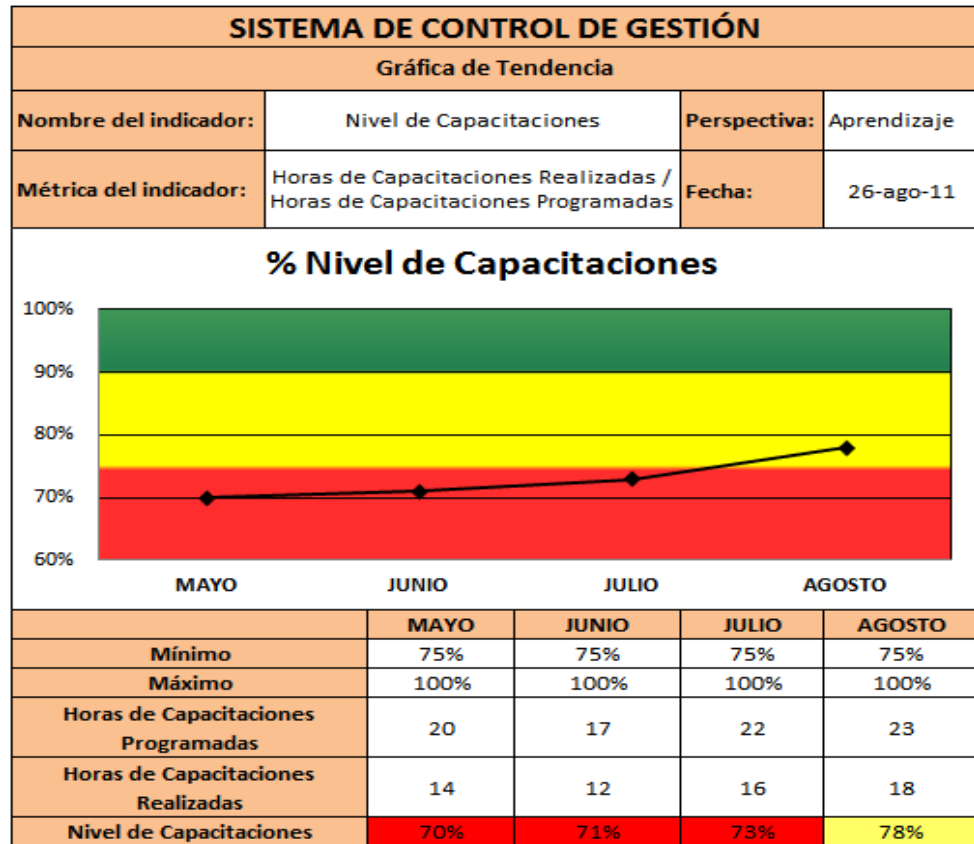 SISTEMA DE CONTROL DE GESTIÓN
Gráfica de Tendencia
Nombre del indicador: Nivel de Capacitaciones Perspectiva: Aprendizaje
Métrica del indicador: Horas de Capacitaciones Realizadas /
Horas de Capacitaciones Programadas Fecha: 26-ago-11
% Nivel de Capacitaciones
100%
90%
80%
70%
60%
MAYO JUNIO JULIO AGOSTO
MAYO JUNIO JULIO AGOSTO
Mínimo 75% 75% 75% 75%
Máximo 100% 100% 100% 100%
Horas de Capacitaciones
Programadas 20 17 22 23
Horas de Capacitaciones
Realizadas 14 12 16 18
Nivel de Capacitaciones 70% 71% 73% 78%